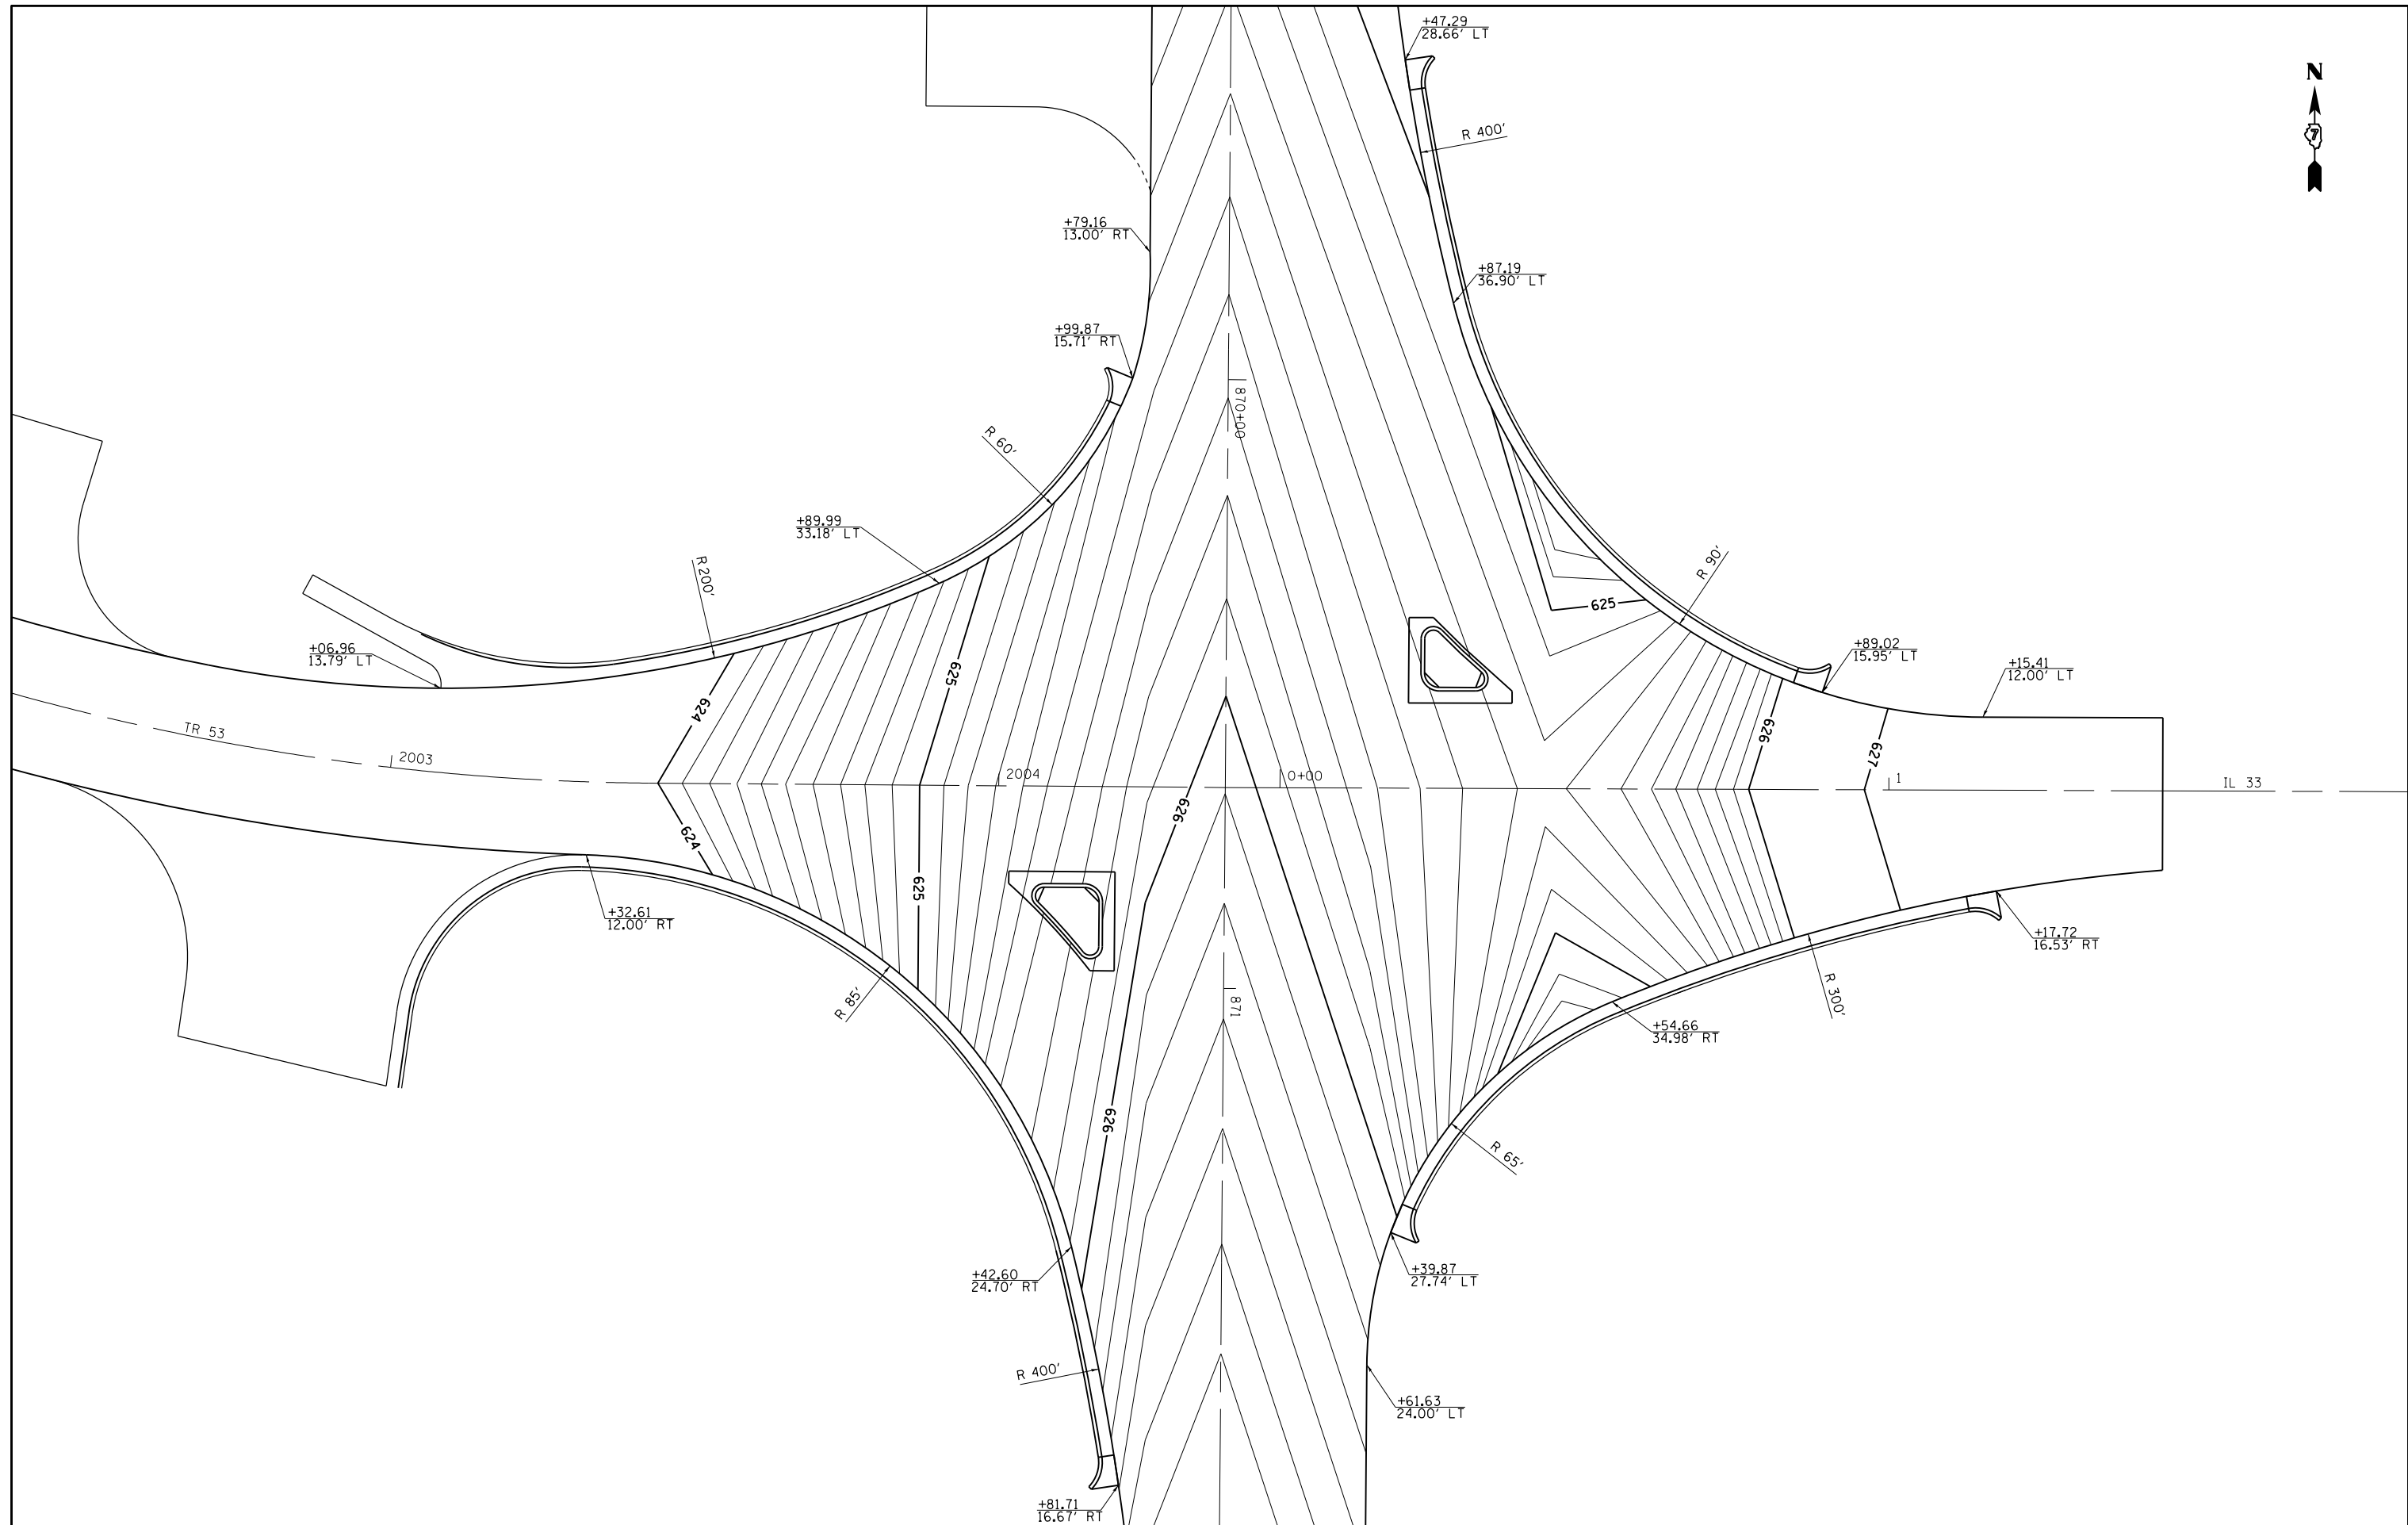 +47.29
28.66' LT
N
7
R 400'
+79.16
13.00' RT
+87.19
36.90' LT
+99.87
15.71' RT
870+00
R 60'
+89.99
33.18' LT
R 200'
R 90'
625
+06.96
13.79' LT
624
625
+89.02
15.95' LT
+15.41
12.00' LT
TR 53
2003
2004
0+00
626
626
627
1
IL 33
624
625
+32.61
12.00' RT
+17.72
16.53' RT
R 85'
871
R 300'
+54.66
34.98' RT
626
R 65'
+42.60
24.70' RT
+39.87
27.74' LT
R 400'
+61.63
24.00' LT
+81.71
16.67' RT